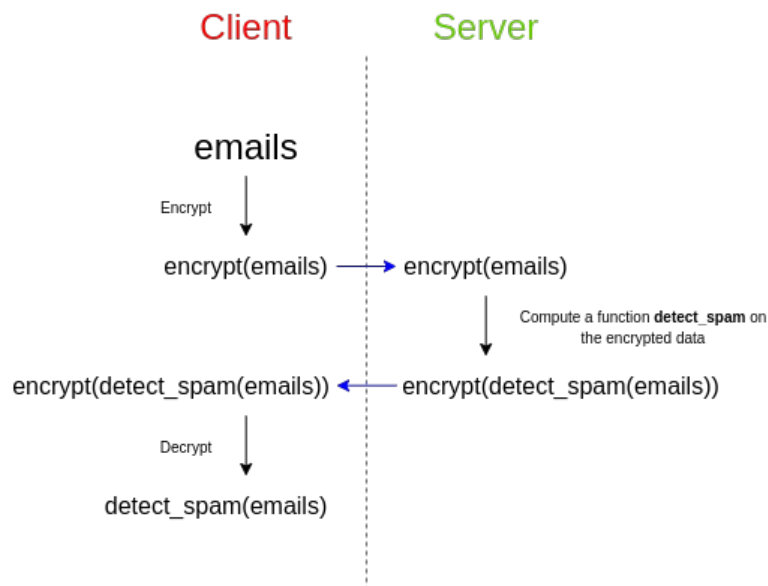 Client
Server
emails
Encrypt
encrypt(emails)
encrypt(emails)
Compute a function detect_spam on
the encrypted data
encrypt(detect_spam(emails))
encrypt(detect_spam(emails))
Decrypt
detect_spam(emails)